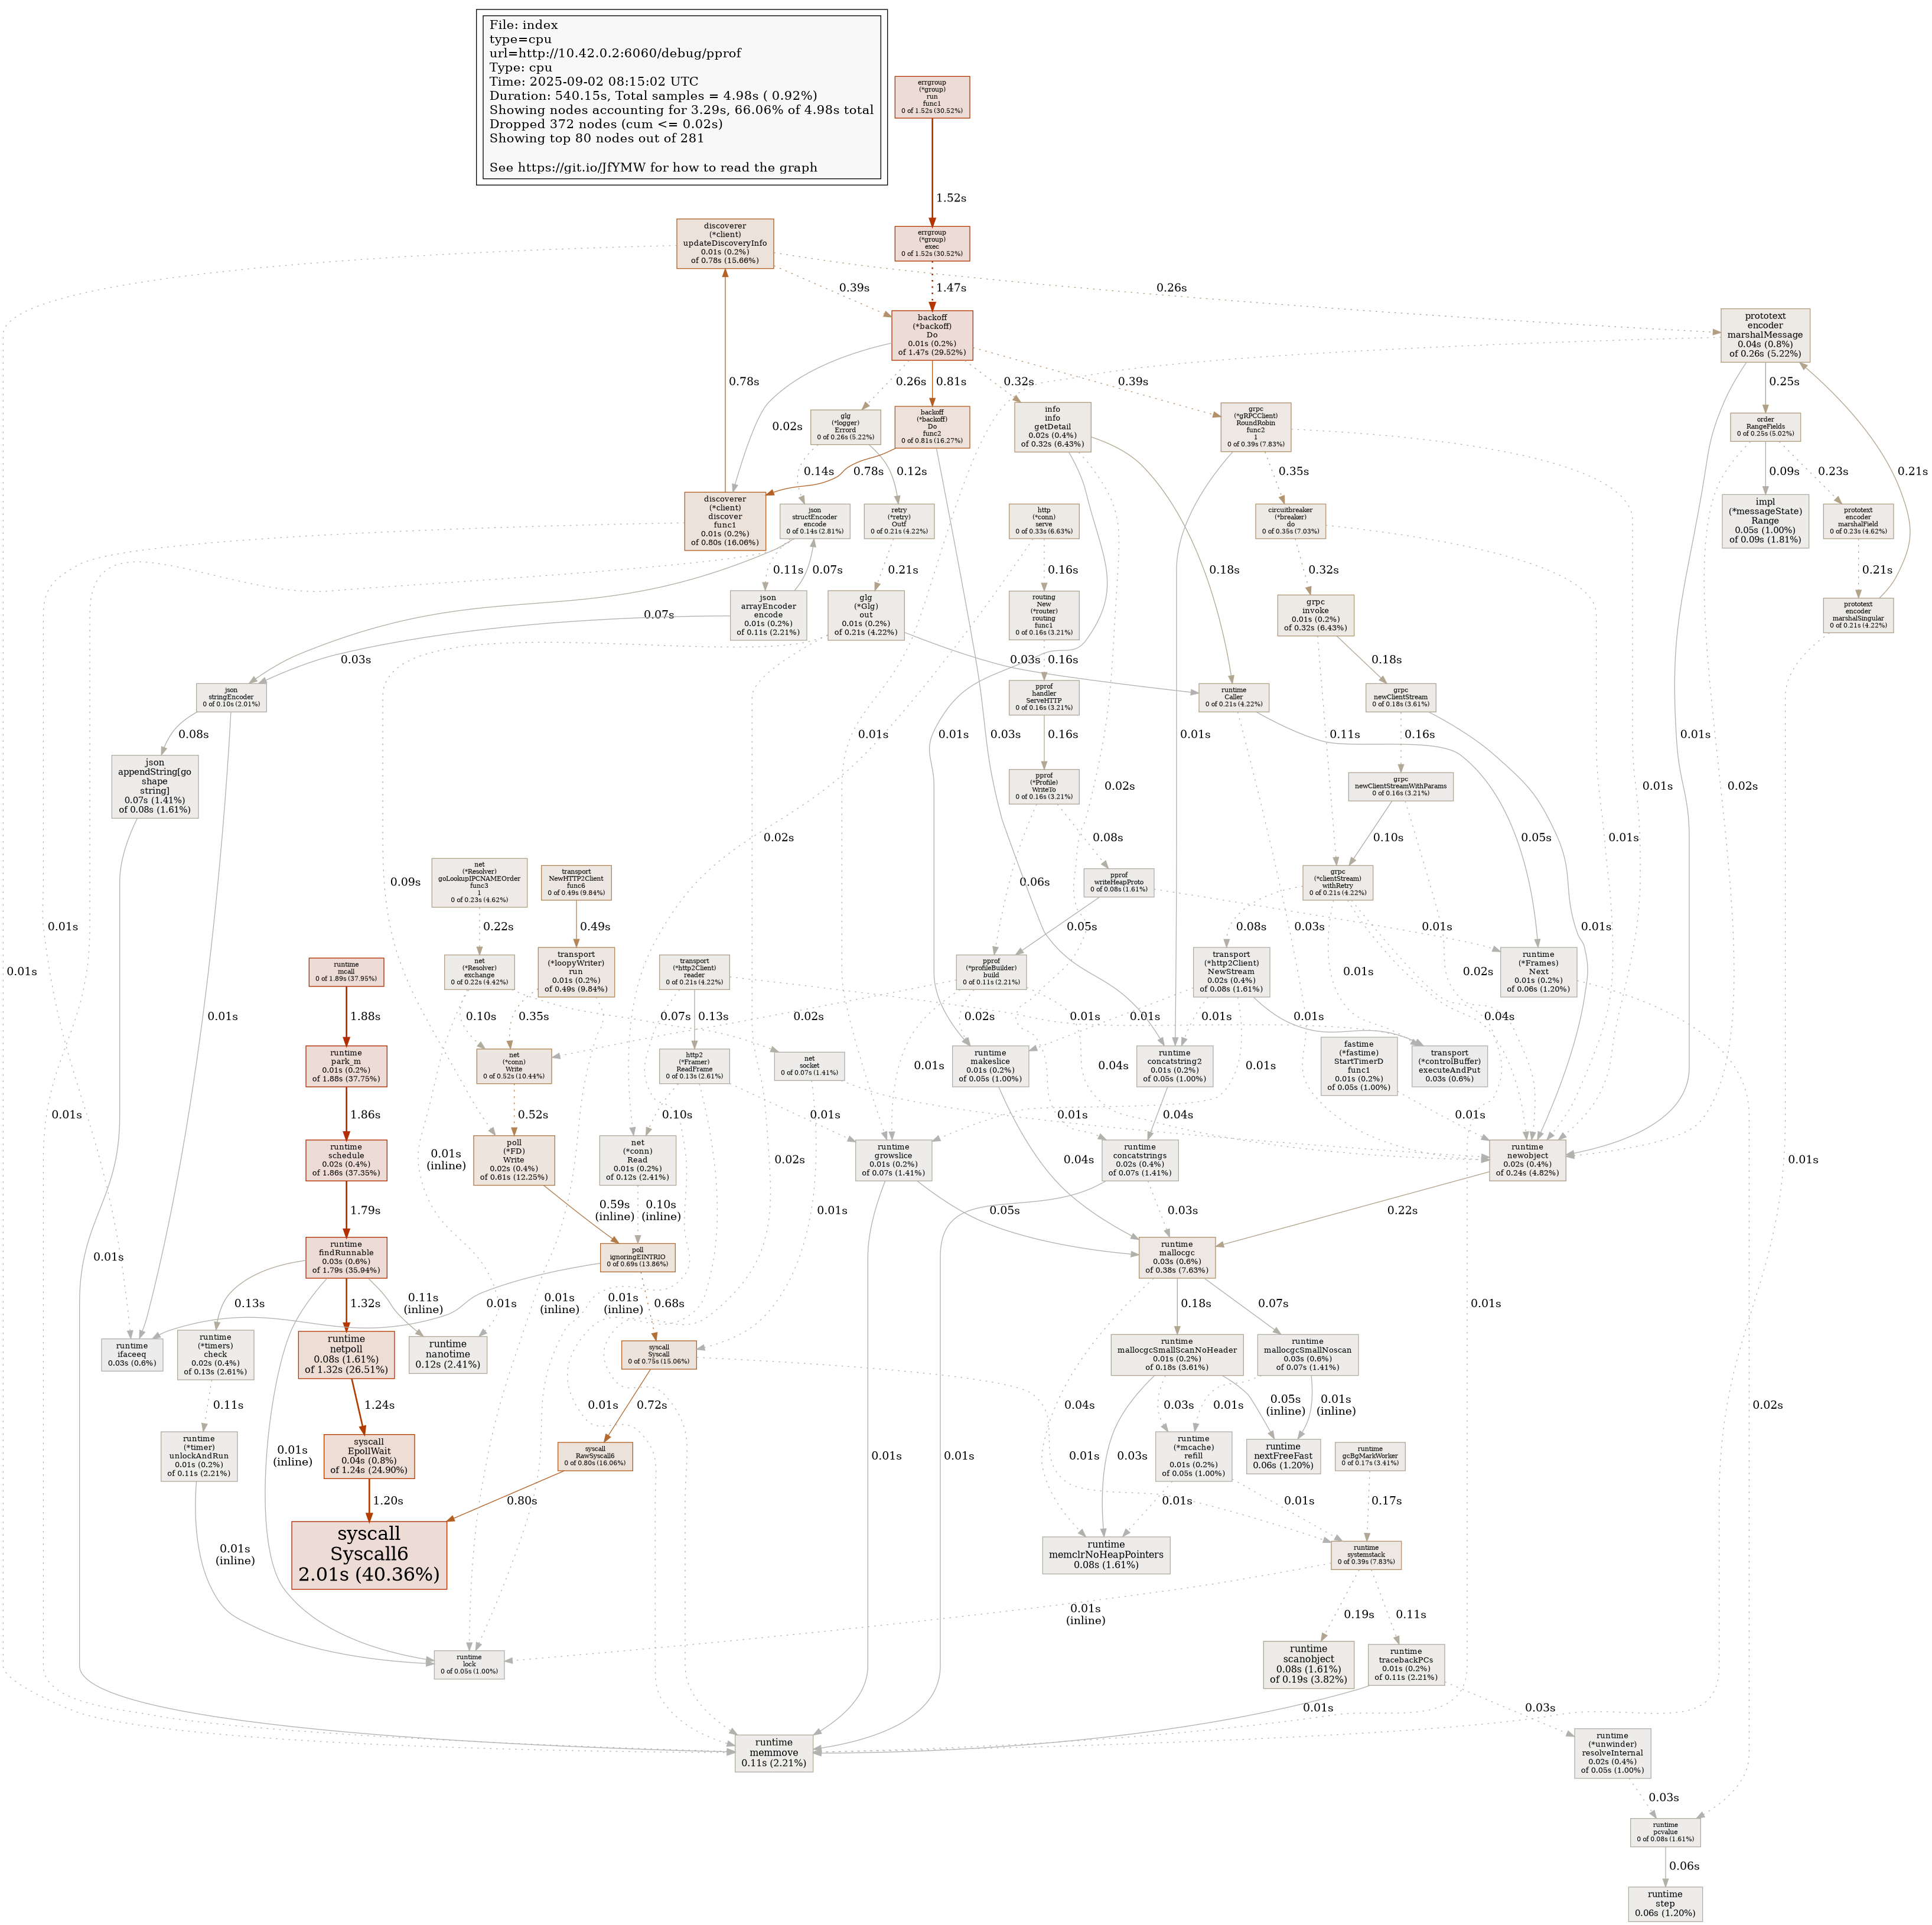 File: index
type=cpu
url=http://10.42.0.2:6060/debug/pprof
Type: cpu
Time: 2025-09-02 08:15:02 UTC
Duration: 540.15s, Total samples = 4.98s ( 0.92%)
Showing nodes accounting for 3.29s, 66.06% of 4.98s total
Dropped 372 nodes (cum <= 0.02s)
Showing top 80 nodes out of 281
See https://git.io/JfYMW for how to read the graph
errgroup
(*group)
run
func1
0 of 1.52s (30.52%)
1.52s
discoverer
(*client)
updateDiscoveryInfo
0.01s (0.2%)
of 0.78s (15.66%)
errgroup
(*group)
exec
0 of 1.52s (30.52%)
0.39s
1.47s
0.26s
backoff
(*backoff)
Do
0.01s (0.2%)
of 1.47s (29.52%)
prototext
encoder
marshalMessage
0.04s (0.8%)
of 0.26s (5.22%)
0.78s
0.02s
0.26s
0.81s
0.32s
0.39s
0.25s
glg
(*logger)
Errord
0 of 0.26s (5.22%)
backoff
(*backoff)
Do
func2
0 of 0.81s (16.27%)
info
info
getDetail
0.02s (0.4%)
of 0.32s (6.43%)
grpc
(*gRPCClient)
RoundRobin
func2
1
0 of 0.39s (7.83%)
order
RangeFields
0 of 0.25s (5.02%)
0.14s
0.12s
0.78s
0.18s
0.35s
0.09s
0.23s
0.21s
discoverer
(*client)
discover
func1
0.01s (0.2%)
of 0.80s (16.06%)
json
structEncoder
encode
0 of 0.14s (2.81%)
retry
(*retry)
Outf
0 of 0.21s (4.22%)
http
(*conn)
serve
0 of 0.33s (6.63%)
circuitbreaker
(*breaker)
do
0 of 0.35s (7.03%)
impl
(*messageState)
Range
0.05s (1.00%)
of 0.09s (1.81%)
prototext
encoder
marshalField
0 of 0.23s (4.62%)
0.11s
0.07s
0.21s
0.16s
0.32s
0.21s
json
arrayEncoder
encode
0.01s (0.2%)
of 0.11s (2.21%)
glg
(*Glg)
out
0.01s (0.2%)
of 0.21s (4.22%)
routing
New
(*router)
routing
func1
0 of 0.16s (3.21%)
grpc
invoke
0.01s (0.2%)
of 0.32s (6.43%)
prototext
encoder
marshalSingular
0 of 0.21s (4.22%)
0.07s
0.03s
0.03s
0.16s
0.18s
json
stringEncoder
0 of 0.10s (2.01%)
pprof
handler
ServeHTTP
0 of 0.16s (3.21%)
runtime
Caller
0 of 0.21s (4.22%)
grpc
newClientStream
0 of 0.18s (3.61%)
0.08s
0.01s
0.03s
0.16s
0.01s
0.11s
0.16s
0.01s
json
appendString[go
shape
string]
0.07s (1.41%)
of 0.08s (1.61%)
pprof
(*Profile)
WriteTo
0 of 0.16s (3.21%)
grpc
newClientStreamWithParams
0 of 0.16s (3.21%)
0.01s
0.02s
0.01s
0.02s
0.02s
0.08s
0.10s
0.05s
0.01s
net
(*Resolver)
goLookupIPCNAMEOrder
func3
1
0 of 0.23s (4.62%)
transport
NewHTTP2Client
func6
0 of 0.49s (9.84%)
0.09s
0.06s
pprof
writeHeapProto
0 of 0.08s (1.61%)
grpc
(*clientStream)
withRetry
0 of 0.21s (4.22%)
0.01s
0.22s
0.49s
0.05s
0.08s
0.03s
0.01s
0.01s
0.01s
runtime
mcall
0 of 1.89s (37.95%)
net
(*Resolver)
exchange
0 of 0.22s (4.42%)
transport
(*loopyWriter)
run
0.01s (0.2%)
of 0.49s (9.84%)
transport
(*http2Client)
reader
0 of 0.21s (4.22%)
pprof
(*profileBuilder)
build
0 of 0.11s (2.21%)
transport
(*http2Client)
NewStream
0.02s (0.4%)
of 0.08s (1.61%)
runtime
(*Frames)
Next
0.01s (0.2%)
of 0.06s (1.20%)
0.01s
0.01s
1.88s
0.10s
0.35s
0.07s
0.13s
0.02s
0.02s
0.01s
0.01s
0.01s
0.01s
0.01s
0.02s
0.04s
runtime
park_m
0.01s (0.2%)
of 1.88s (37.75%)
net
(*conn)
Write
0 of 0.52s (10.44%)
http2
(*Framer)
ReadFrame
0 of 0.13s (2.61%)
net
socket
0 of 0.07s (1.41%)
runtime
makeslice
0.01s (0.2%)
of 0.05s (1.00%)
runtime
concatstring2
0.01s (0.2%)
of 0.05s (1.00%)
fastime
(*fastime)
StartTimerD
func1
0.01s (0.2%)
of 0.05s (1.00%)
transport
(*controlBuffer)
executeAndPut
0.03s (0.6%)
0.01s
1.86s
0.52s
0.10s
0.01s
0.01s
0.04s
0.01s
0.04s
0.01s
0.01s
runtime
schedule
0.02s (0.4%)
of 1.86s (37.35%)
0.01s
(inline)
poll
(*FD)
Write
0.02s (0.4%)
of 0.61s (12.25%)
net
(*conn)
Read
0.01s (0.2%)
of 0.12s (2.41%)
0.02s
runtime
growslice
0.01s (0.2%)
of 0.07s (1.41%)
runtime
concatstrings
0.02s (0.4%)
of 0.07s (1.41%)
0.04s
runtime
newobject
0.02s (0.4%)
of 0.24s (4.82%)
0.01s
1.79s
0.59s
(inline)
0.10s
(inline)
0.01s
0.05s
0.03s
0.22s
0.01s
runtime
findRunnable
0.03s (0.6%)
of 1.79s (35.94%)
poll
ignoringEINTRIO
0 of 0.69s (13.86%)
runtime
mallocgc
0.03s (0.6%)
of 0.38s (7.63%)
0.13s
1.32s
0.11s
(inline)
0.01s
0.01s
(inline)
0.01s
(inline)
0.68s
0.18s
0.07s
0.01s
runtime
ifaceeq
0.03s (0.6%)
runtime
(*timers)
check
0.02s (0.4%)
of 0.13s (2.61%)
runtime
netpoll
0.08s (1.61%)
of 1.32s (26.51%)
runtime
nanotime
0.12s (2.41%)
syscall
Syscall
0 of 0.75s (15.06%)
runtime
mallocgcSmallScanNoHeader
0.01s (0.2%)
of 0.18s (3.61%)
runtime
mallocgcSmallNoscan
0.03s (0.6%)
of 0.07s (1.41%)
0.11s
1.24s
0.01s
0.72s
0.04s
0.03s
0.01s
0.05s
(inline)
0.01s
(inline)
0.02s
runtime
(*timer)
unlockAndRun
0.01s (0.2%)
of 0.11s (2.21%)
0.01s
(inline)
syscall
EpollWait
0.04s (0.8%)
of 1.24s (24.90%)
syscall
RawSyscall6
0 of 0.80s (16.06%)
0.01s
0.01s
0.01s
0.03s
runtime
(*mcache)
refill
0.01s (0.2%)
of 0.05s (1.00%)
runtime
nextFreeFast
0.06s (1.20%)
runtime
gcBgMarkWorker
0 of 0.17s (3.41%)
1.20s
0.80s
0.01s
0.01s
0.17s
0.01s
(inline)
syscall
Syscall6
2.01s (40.36%)
runtime
memclrNoHeapPointers
0.08s (1.61%)
runtime
systemstack
0 of 0.39s (7.83%)
0.01s
(inline)
0.19s
0.11s
runtime
lock
0 of 0.05s (1.00%)
runtime
scanobject
0.08s (1.61%)
of 0.19s (3.82%)
runtime
tracebackPCs
0.01s (0.2%)
of 0.11s (2.21%)
0.01s
0.03s
runtime
memmove
0.11s (2.21%)
runtime
(*unwinder)
resolveInternal
0.02s (0.4%)
of 0.05s (1.00%)
0.03s
runtime
pcvalue
0 of 0.08s (1.61%)
0.06s
runtime
step
0.06s (1.20%)